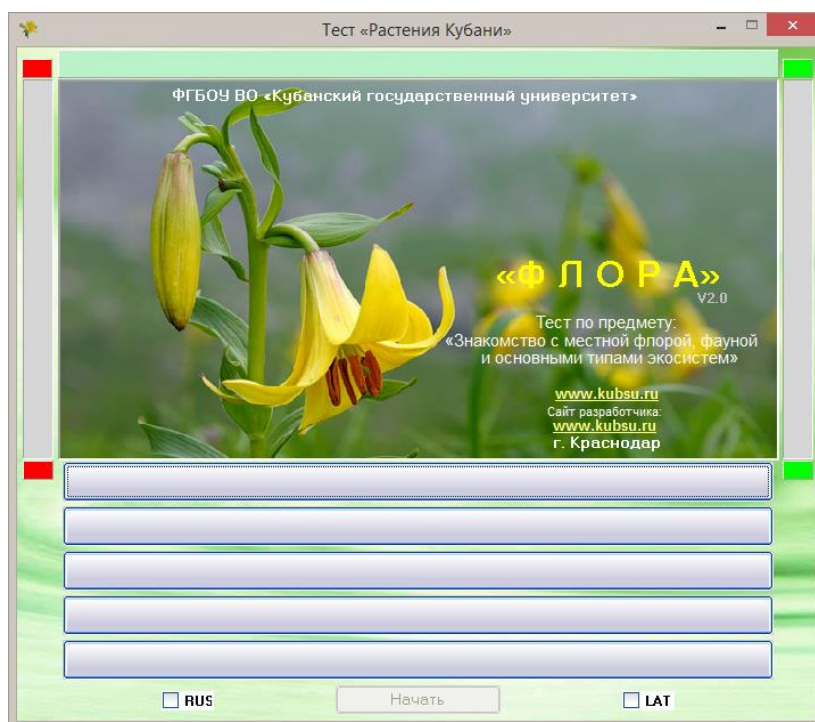 Тест «Растения Кубани»
ФГБОУ ВО «Кубанский государственный университет»
«Ф Л О Р А»
V2.0
Тест по предмету:
«Знакомство с местной флорой, фауной
и основными типами экосистем»
www.kubsu.ru
Сайт разработчика:
www.kubsu.ru
г. Краснодар
RUS
Начать
LAT